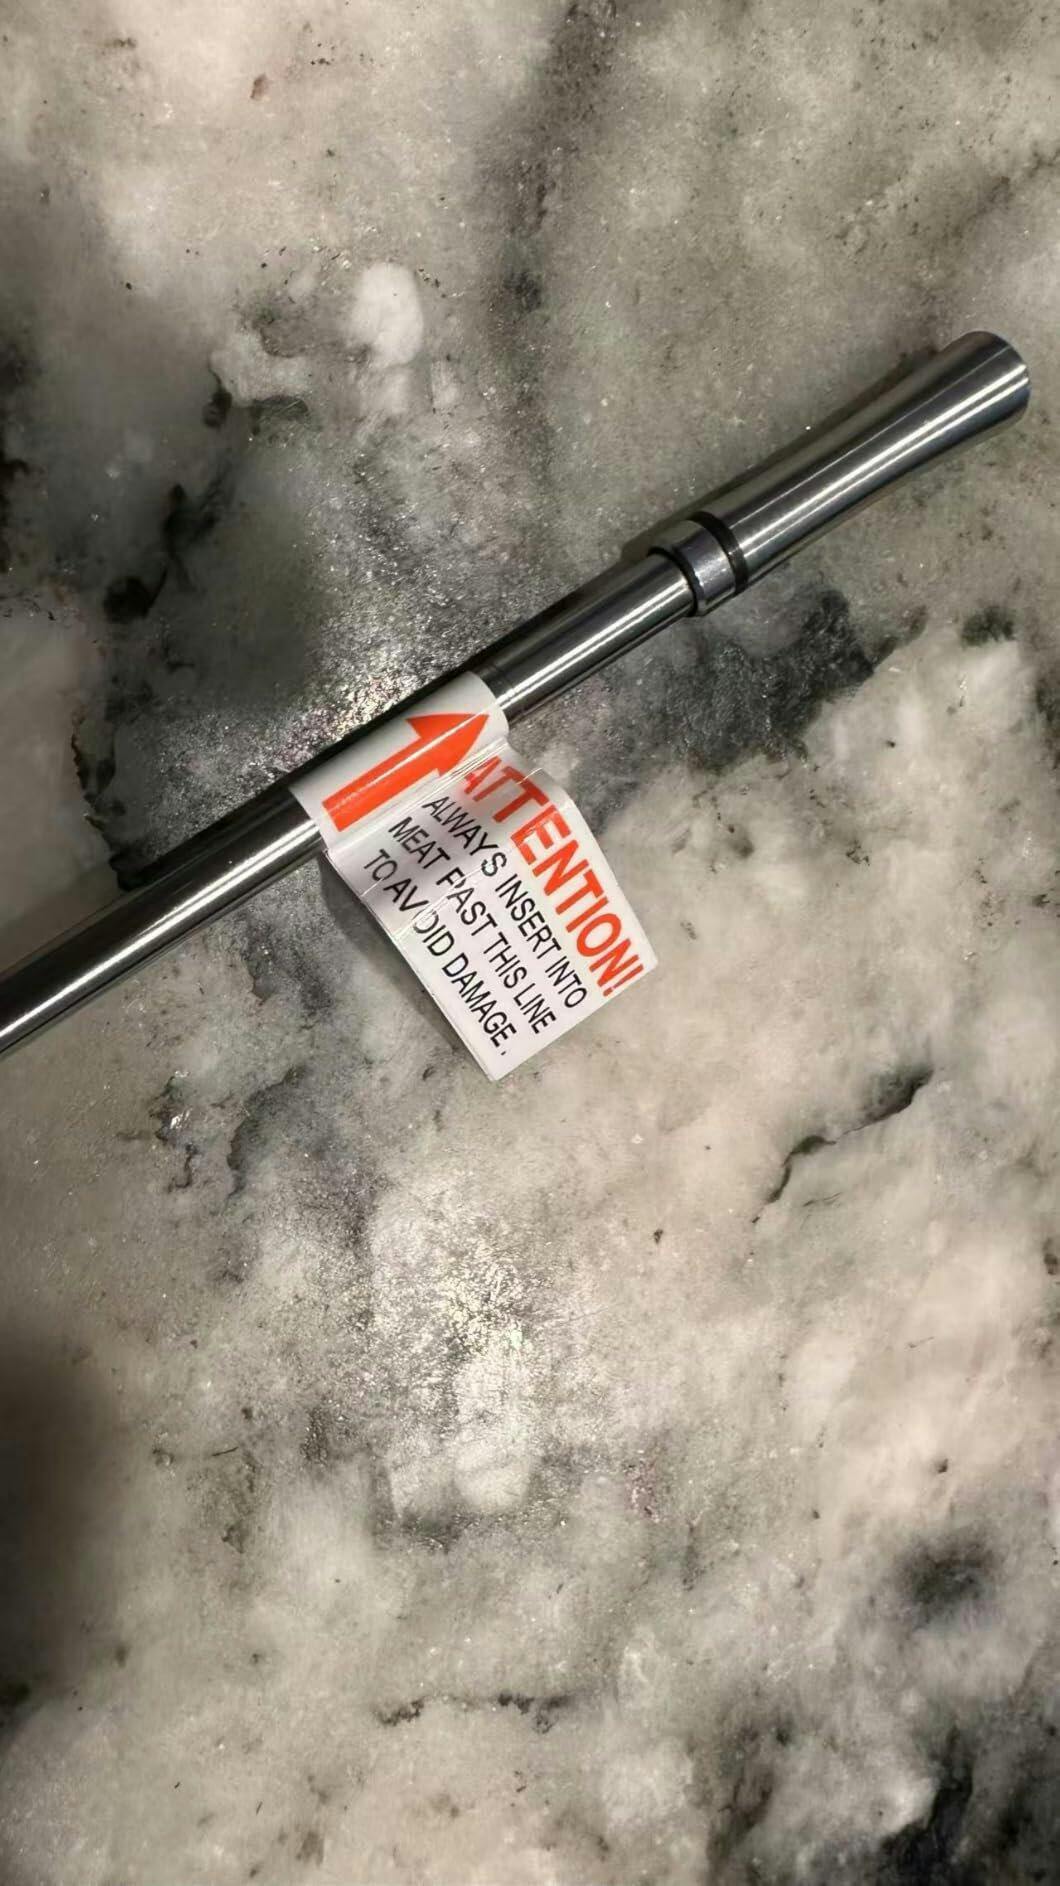 ATTENTION!
ALWAYS INSERT INTO
MEAT PAST THIS LINE
TO AVOID DAMAGE.